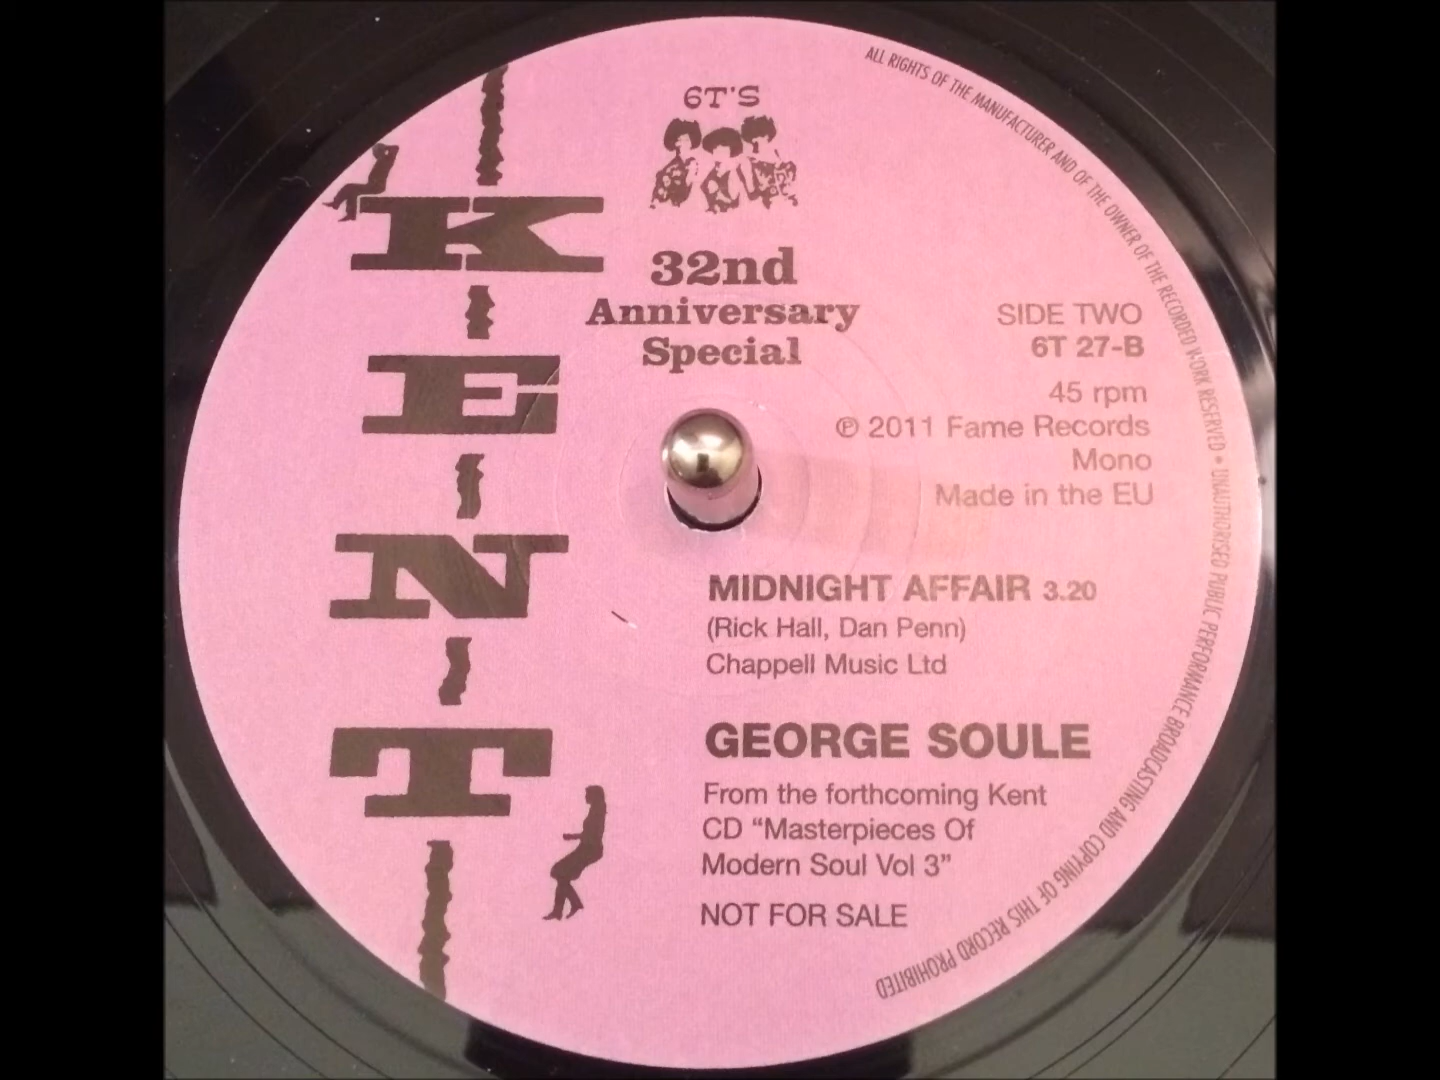 6T'S
KENT
32nd
Anniversary
Special
SIDE TWO
6T 27-B
45 rpm
℗ 2011 Fame Records
Mono
Made in the EU
MIDNIGHT AFFAIR 3.20
(Rick Hall, Dan Penn)
Chappell Music Ltd
GEORGE SOULE
From the forthcoming Kent
CD “Masterpieces Of
Modern Soul Vol 3”
NOT FOR SALE
ALL RIGHTS OF THE MANUFACTURER AND OF THE OWNER OF THE RECORDED WORK RESERVED • UNAUTHORISED PUBLIC PERFORMANCE BROADCASTING AND COPYING OF THIS RECORD PROHIBITED